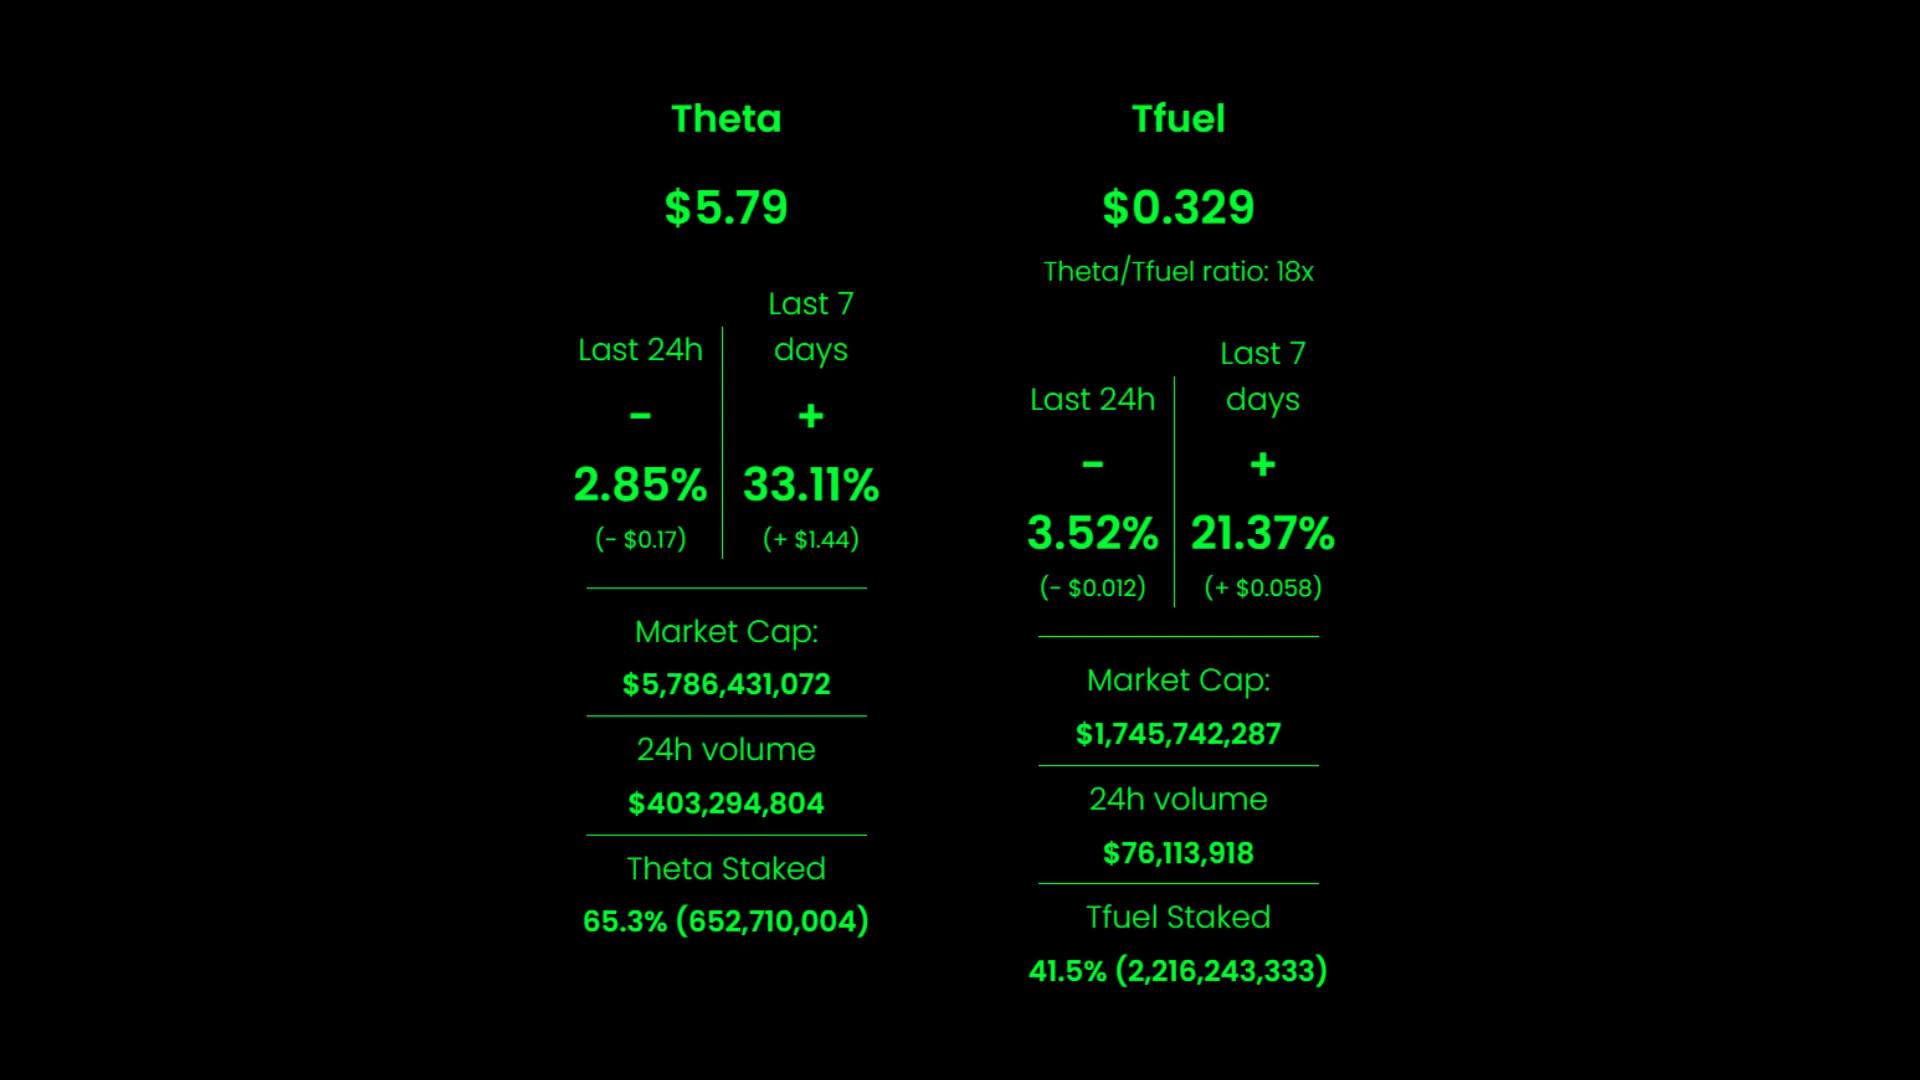 Theta
$5.79
Last 24h
-
2.85%
(- $0.17)
Last 7
days
+
33.11%
(+ $1.44)
Market Cap:
$5,786,431,072
24h volume
$403,294,804
Theta Staked
65.3% (652,710,004)
Tfuel
$0.329
Theta/Tfuel ratio: 18x
Last 24h
-
3.52%
(- $0.012)
Last 7
days
+
21.37%
(+ $0.058)
Market Cap:
$1,745,742,287
24h volume
$76,113,918
Tfuel Staked
41.5% (2,216,243,333)